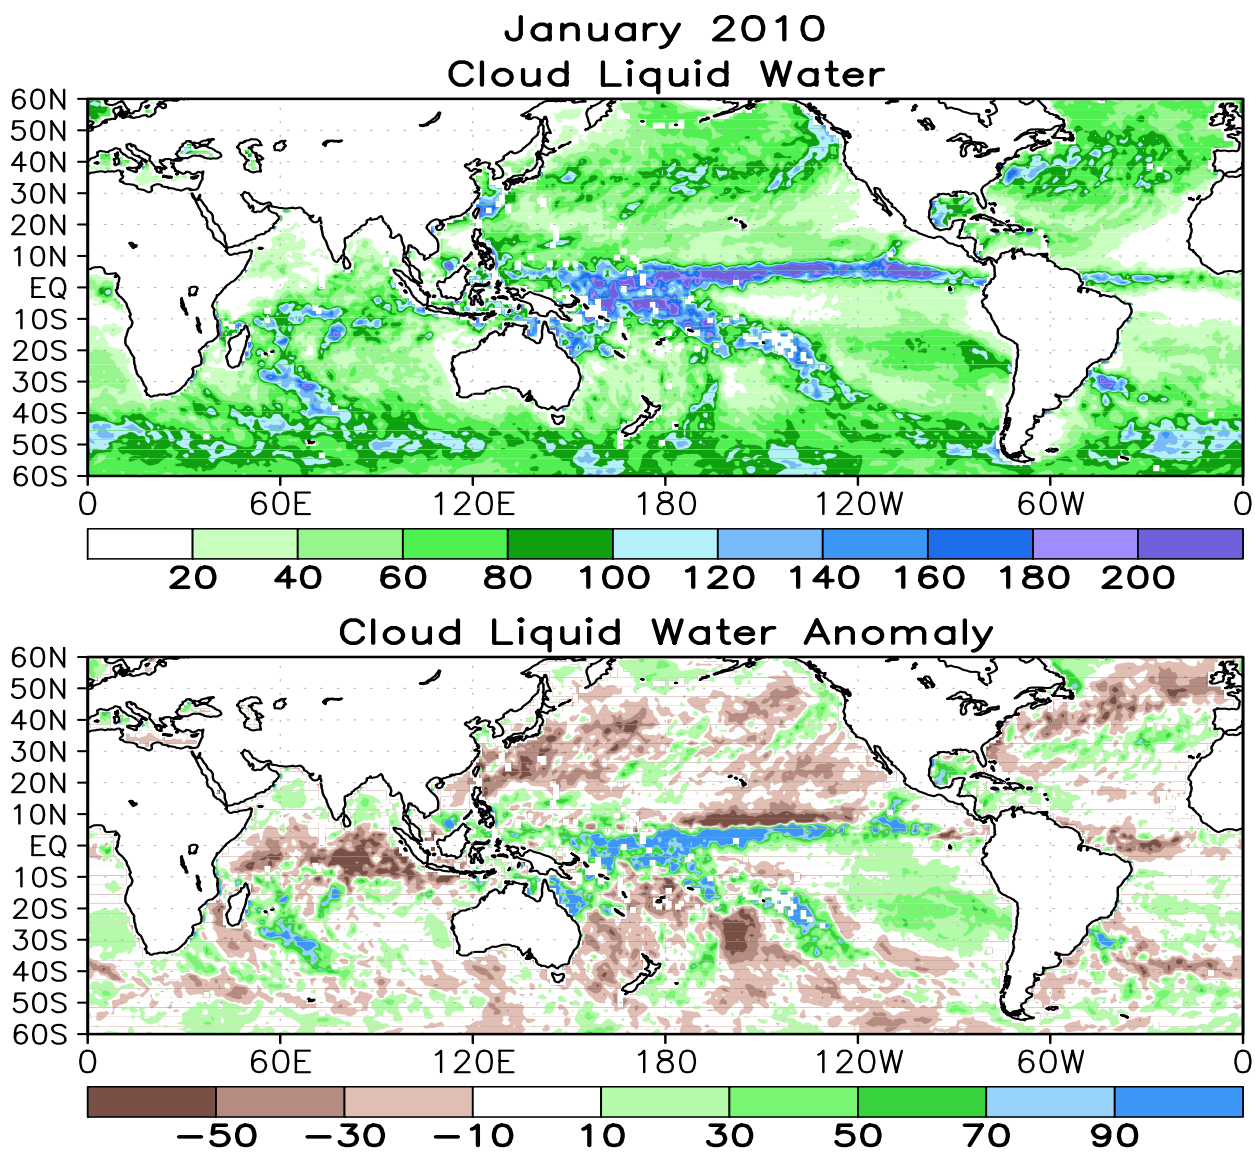 January 2010
Cloud Liquid Water
60N
50N
40N
30N
20N
10N
EQ
10S
20S
30S
40S
50S
60S
0 60E 120E 180 120W 60W 0
20 40 60 80 100 120 140 160 180 200
Cloud Liquid Water Anomaly
60N
50N
40N
30N
20N
10N
EQ
10S
20S
30S
40S
50S
60S
0 60E 120E 180 120W 60W 0
−50 −30 −10 10 30 50 70 90